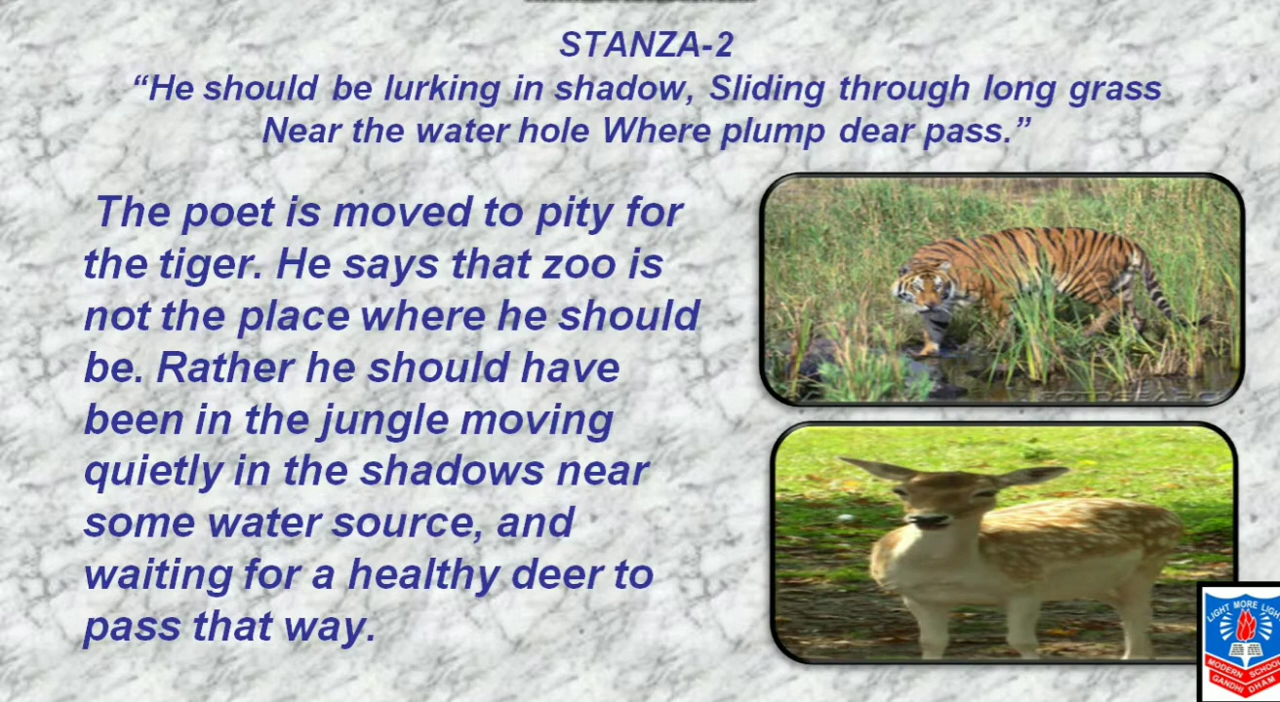 STANZA-2
“He should be lurking in shadow, Sliding through long grass
Near the water hole Where plump dear pass.”
The poet is moved to pity for
the tiger. He says that zoo is
not the place where he should
be. Rather he should have
been in the jungle moving
quietly in the shadows near
some water source, and
waiting for a healthy deer to
pass that way.
LIGHT MORE LIGH
MODERN SCHOO
GANDHI DHAM